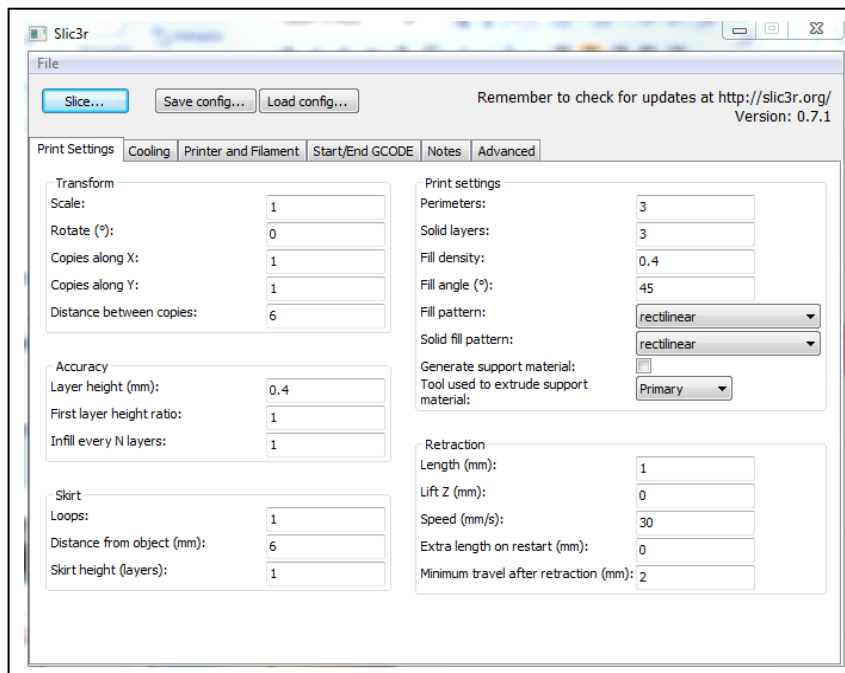 Slic3r
File
Slice...
Save config...
Load config...
Remember to check for updates at http://slic3r.org/
Version: 0.7.1
Print Settings
Cooling
Printer and Filament
Start/End GCODE
Notes
Advanced
Transform
Scale: 1
Rotate (°): 0
Copies along X: 1
Copies along Y: 1
Distance between copies: 6
Accuracy
Layer height (mm): 0.4
First layer height ratio: 1
Infill every N layers: 1
Skirt
Loops: 1
Distance from object (mm): 6
Skirt height (layers): 1
Print settings
Perimeters: 3
Solid layers: 3
Fill density: 0.4
Fill angle (°): 45
Fill pattern: rectilinear
Solid fill pattern: rectilinear
Generate support material:
Tool used to extrude support
material: Primary
Retraction
Length (mm): 1
Lift Z (mm): 0
Speed (mm/s): 30
Extra length on restart (mm): 0
Minimum travel after retraction (mm): 2